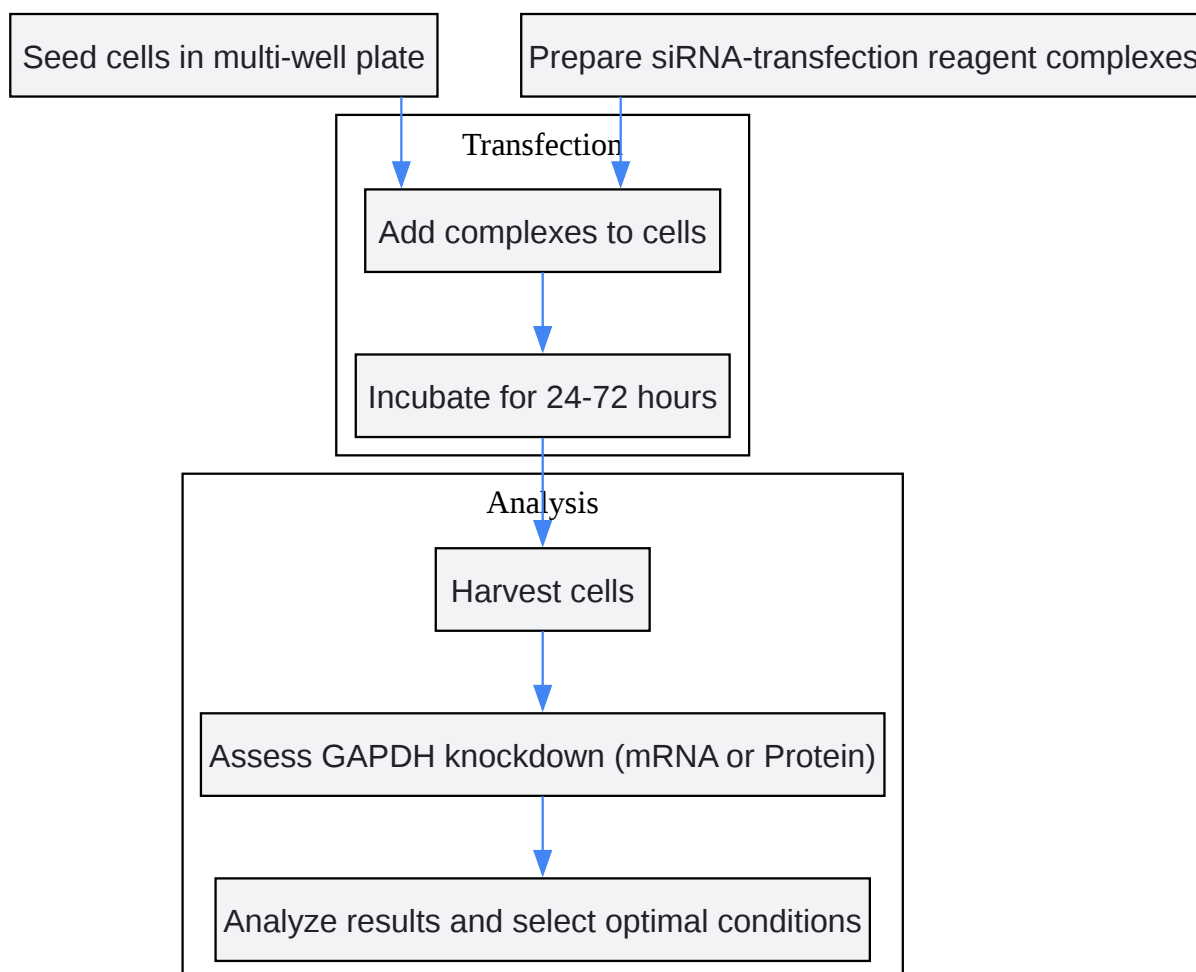 Seed cells in multi-well plate
Prepare siRNA-transfection reagent complexes
Transfection
Add complexes to cells
Incubate for 24-72 hours
Analysis
Harvest cells
Assess GAPDH knockdown (mRNA or Protein)
Analyze results and select optimal conditions